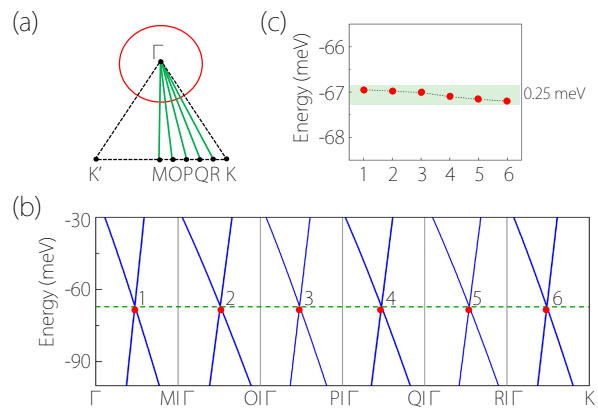 (a)
Γ
K′ M O P Q R K
(c)
Energy (meV)
-66
-67
-68
0.25 meV
1 2 3 4 5 6
(b)
Energy (meV)
-30
-60
-90
1 2 3 4 5 6
Γ M|Γ O|Γ P|Γ Q|Γ R|Γ K